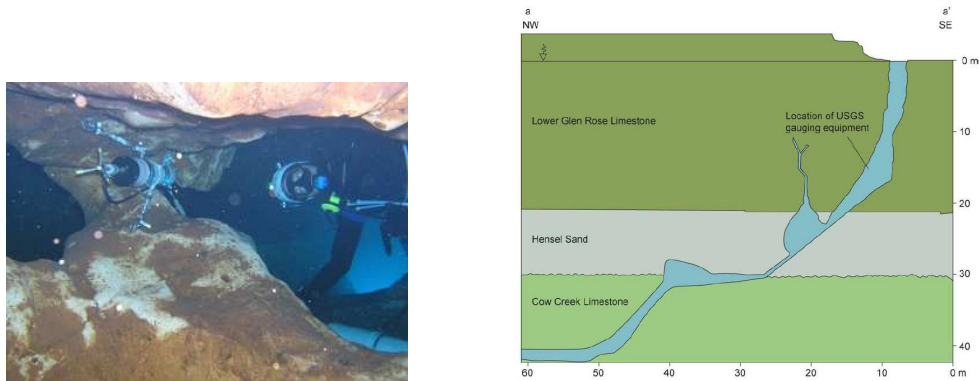 a
NW
a'
SE
0 m
Lower Glen Rose Limestone
Location of USGS
gauging equipment
10
20
Hensel Sand
30
Cow Creek Limestone
40
60 50 40 30 20 10 0 m